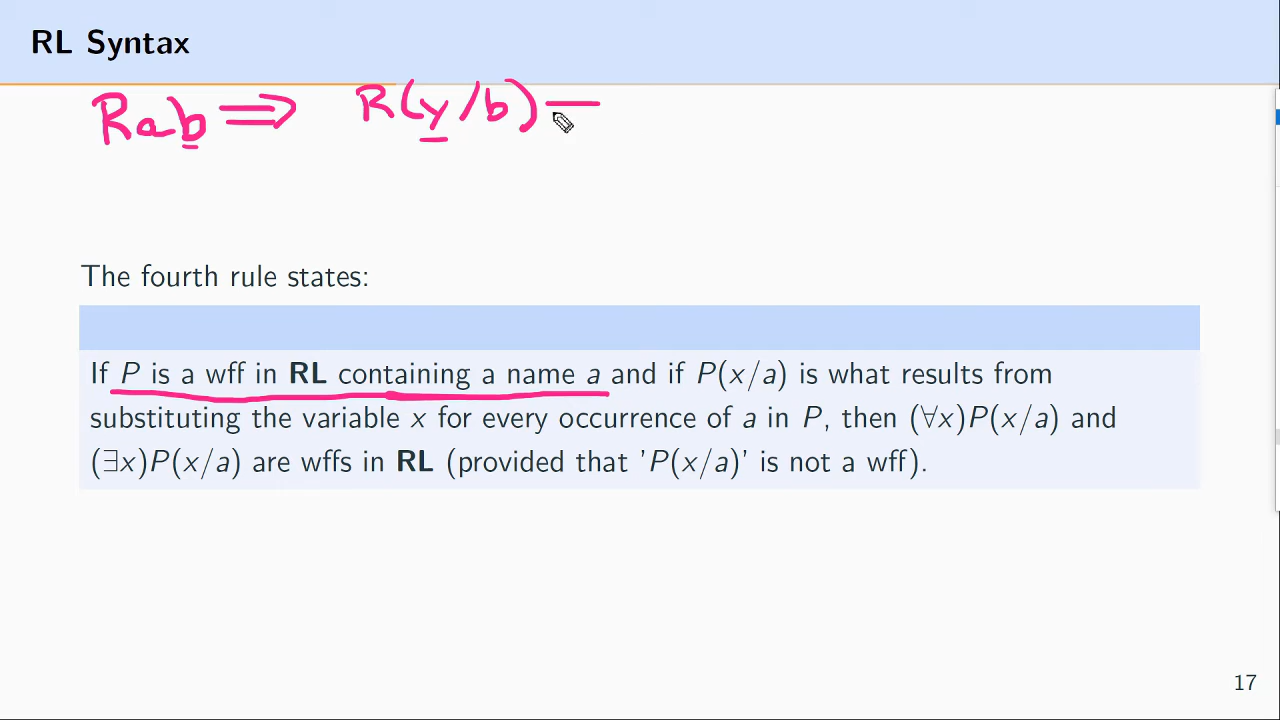 RL Syntax
Rab ⇒ R(y/b) —
The fourth rule states:
If P is a wff in RL containing a name a and if P(x/a) is what results from
substituting the variable x for every occurrence of a in P, then (∀x)P(x/a) and
(∃x)P(x/a) are wffs in RL (provided that 'P(x/a)' is not a wff).
17